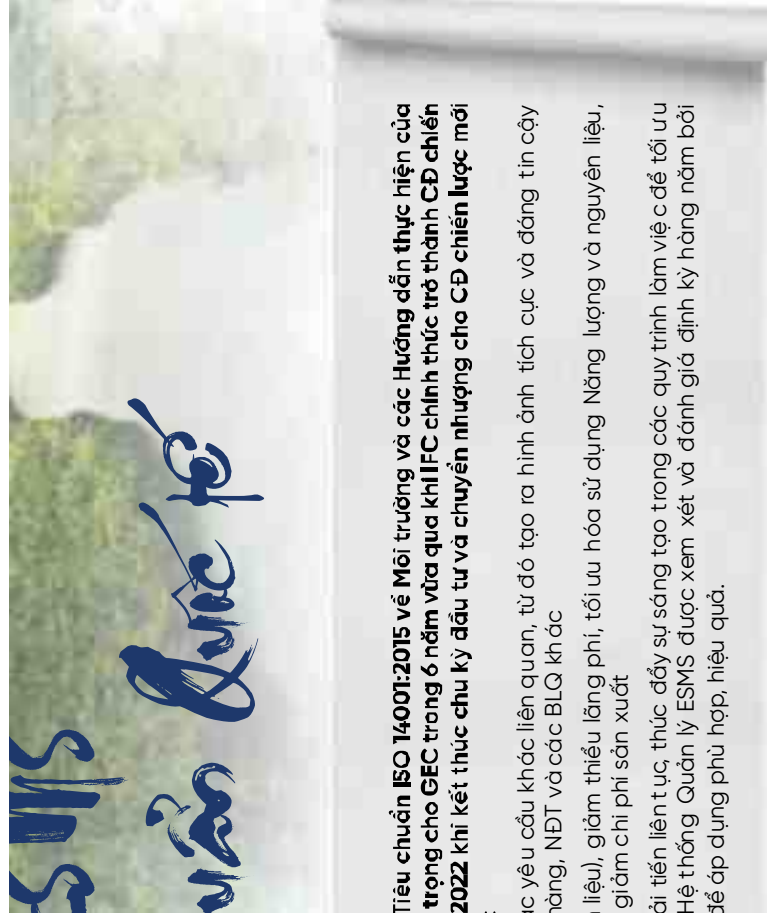 uẩn Quốc tế
Tiêu chuẩn ISO 14001:2015 về Môi trường và các Hướng dẫn thực hiện của
trọng cho GEC trong 6 năm vừa qua khi IFC chính thức trở thành CĐ chiến
2022 khi kết thúc chu kỳ đầu tư và chuyển nhượng cho CĐ chiến lược mới
ác yêu cầu khác liên quan, từ đó tạo ra hình ảnh tích cực và đáng tin cậy
hàng, NĐT và các BLQ khác
liệu), giảm thiểu lãng phí, tối ưu hóa sử dụng Năng lượng và nguyên liệu,
giảm chi phí sản xuất
ải tiến liên tục, thúc đẩy sự sáng tạo trong các quy trình làm việc để tối ưu
Hệ thống Quản lý ESMS được xem xét và đánh giá định kỳ hàng năm bởi
để áp dụng phù hợp, hiệu quả.